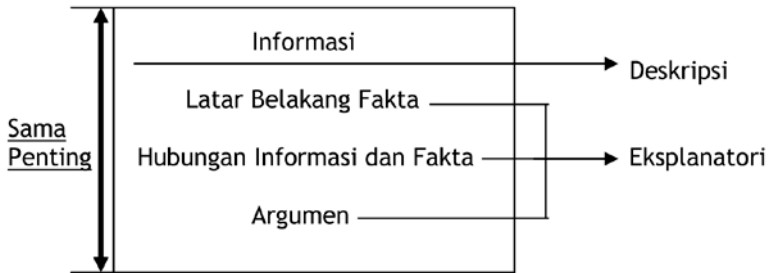 Informasi
Deskripsi
Latar Belakang Fakta
Sama
Penting
Hubungan Informasi dan Fakta
Eksplanatori
Argumen